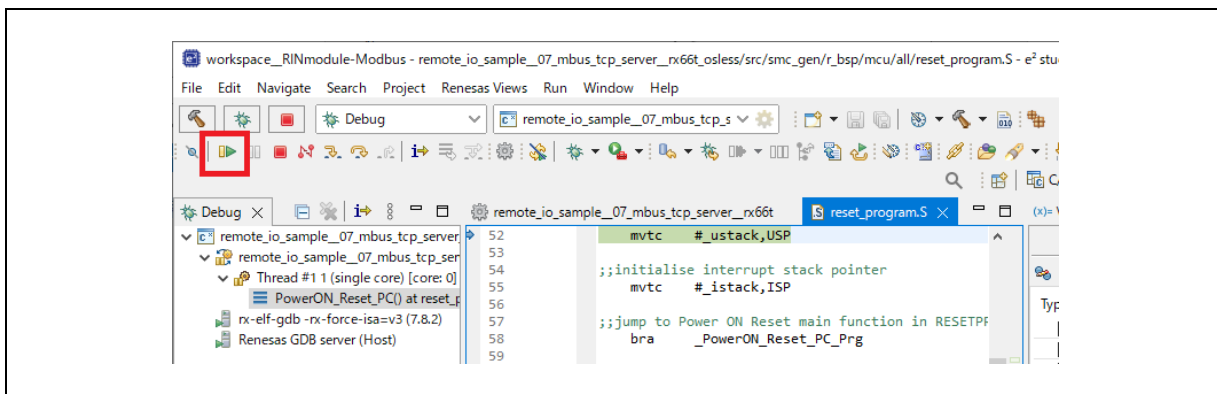 workspace__RINmodule-Modbus - remote_io_sample__07_mbus_tcp_server__rx66t_osless/src/smc_gen/r_bsp/mcu/all/reset_program.S - e² stu
File Edit Navigate Search Project Renesas Views Run Window Help
Debug remote_io_sample__07_mbus_tcp_s
Debug remote_io_sample__07_mbus_tcp_server__rx66t reset_program.S (x)=
remote_io_sample__07_mbus_tcp_server 52 mvtc #_ustack,USP
remote_io_sample__07_mbus_tcp_ser 53
Thread #1 1 (single core) [core: 0] 54 ;;initialise interrupt stack pointer
55 mvtc #_istack,ISP
PowerON_Reset_PC() at reset_p 56 Typ
rx-elf-gdb -rx-force-isa=v3 (7.8.2) 57 ;;jump to Power ON Reset main function in RESETPR
Renesas GDB server (Host) 58 bra _PowerON_Reset_PC_Prg
59